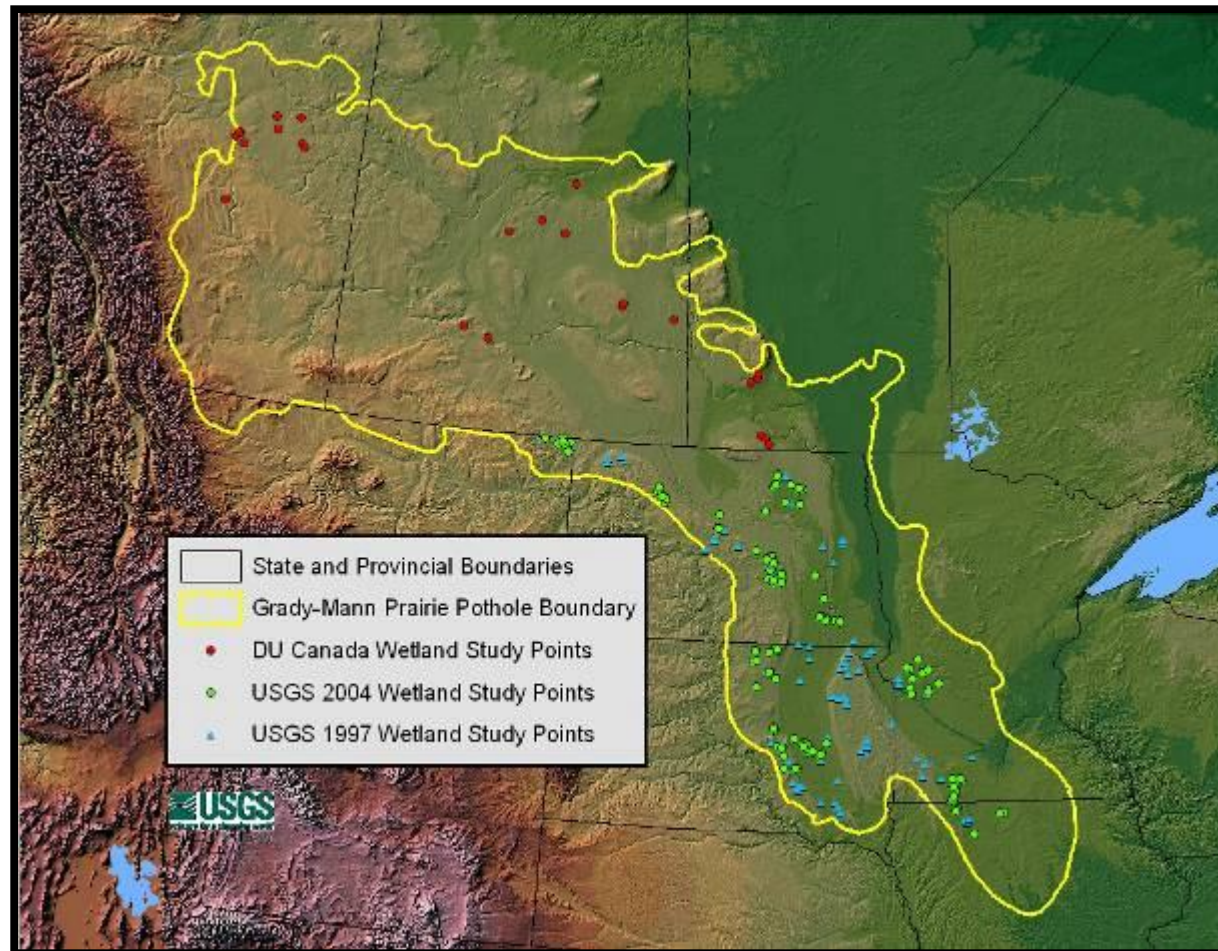 State and Provincial Boundaries
Grady-Mann Prairie Pothole Boundary
DU Canada Wetland Study Points
USGS 2004 Wetland Study Points
USGS 1997 Wetland Study Points
USGS